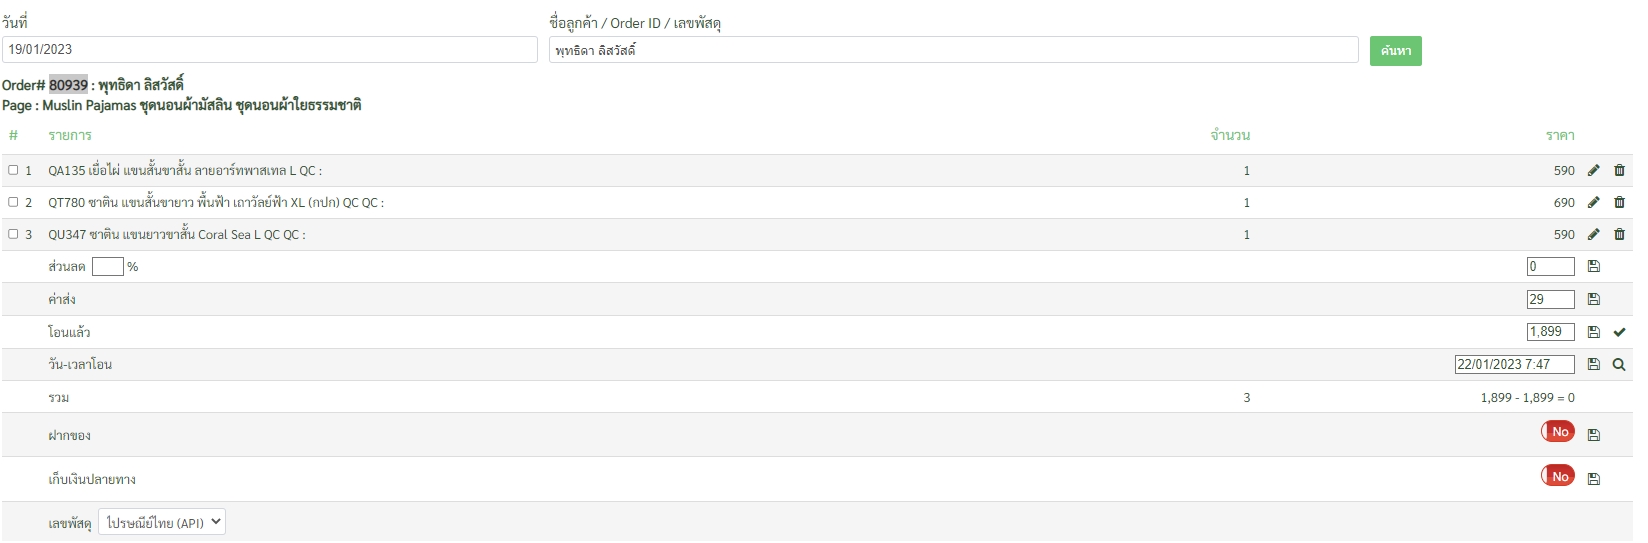 วันที่ ชื่อลูกค้า / Order ID / เลขพัสดุ
19/01/2023 พุทธิดา ลิสวัสดิ์ ค้นหา
Order# 80939 : พุทธิดา ลิสวัสดิ์
Page : Muslin Pajamas ชุดนอนผ้ามัสลิน ชุดนอนผ้าใยธรรมชาติ
# รายการ จำนวน ราคา
1 QA135 เยื่อไผ่ แขนสั้นขาสั้น ลายอาร์ทพาสเทล L QC : 1 590
2 QT780 ซาติน แขนสั้นขายาว พื้นฟ้า เถาวัลย์ฟ้า XL (กปก) QC QC : 1 690
3 QU347 ซาติน แขนยาวขาสั้น Coral Sea L QC QC : 1 590
ส่วนลด % 0
ค่าส่ง 29
โอนแล้ว 1,899
วัน-เวลาโอน 22/01/2023 7:47
รวม 3 1,899 - 1,899 = 0
ฝากของ No
เก็บเงินปลายทาง No
เลขพัสดุ ไปรษณีย์ไทย (API)